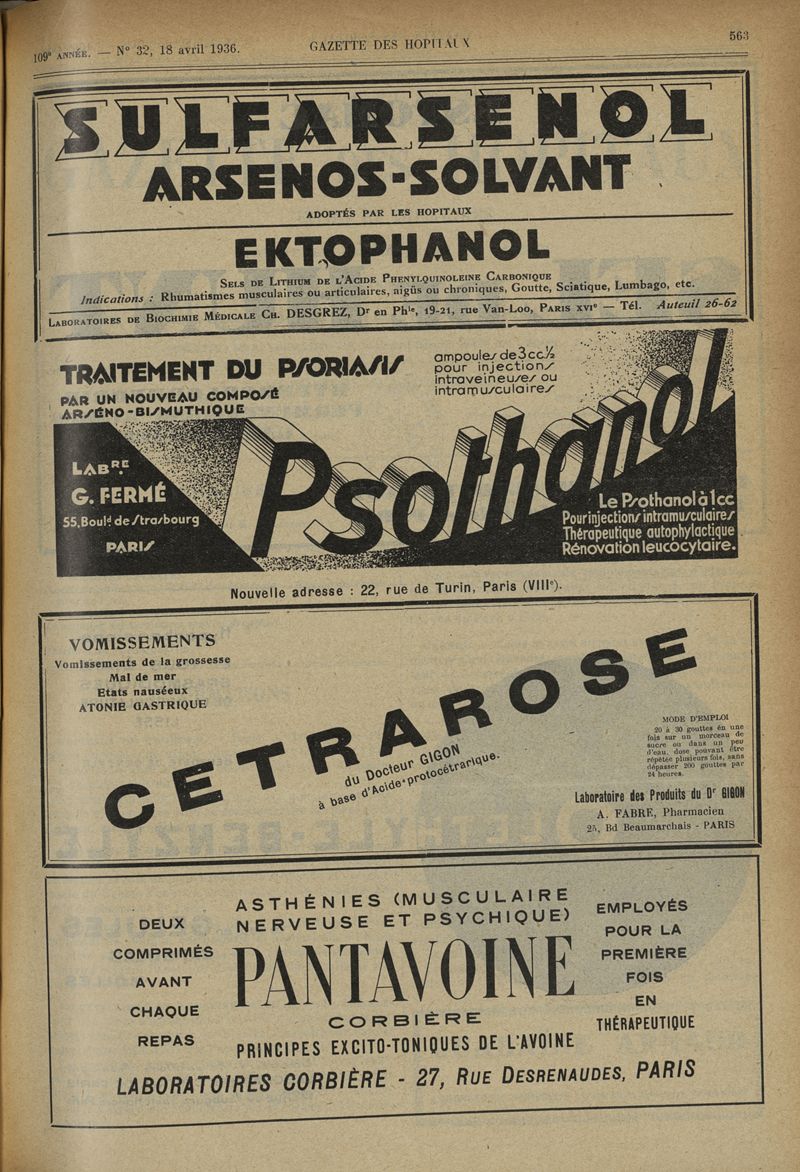 109e ANNÉE. — N° 32, 18 avril 1936.
GAZETTE DES HOPITAUX
563
SULFARSENOL
ARSENOS-SOLVANT
ADOPTÉS PAR LES HOPITAUX
EKTOPHANOL
SELS DE LITHIUM DE L'ACIDE PHENYLQUINOLEINE CARBONIQUE
Indications : Rhumatismes musculaires ou articulaires, aigüs ou chroniques, Goutte, Sciatique, Lumbago, etc.
LABORATOIRES DE BIOCHIMIE MÉDICALE CH. DESGREZ, Dr en Phie, 19-21, rue Van-Loo, PARIS XVIe — Tél. Auteuil 26-62
TRAITEMENT DU PSORIASIS
PAR UN NOUVEAU COMPOSÉ
ARSÉNO-BISMUTHIQUE
ampoules de 3cc½
pour injections
intraveineuses ou
intramusculaires
LABRE.
G. FERMÉ
55, Bould de Strasbourg
PARIS
Psothanol
Le Psothanol à 1cc
Pour injections intramusculaires
Thérapeutique autophylactique
Rénovation leucocytaire.
Nouvelle adresse : 22, rue de Turin, Paris (VIIIe).
VOMISSEMENTS
Vomissements de la grossesse
Mal de mer
Etats nauséeux
ATONIE GASTRIQUE
CETRAROSE
du Docteur GIGON
à base d'Acide-protocétrarique.
MODE D'EMPLOI
20 à 30 gouttes en une
fois sur un morceau de
sucre ou dans un peu
d'eau, dose pouvant être
répétée plusieurs fois, sans
dépasser 200 gouttes par
24 heures.
Laboratoire des Produits du Dr GIGON
A. FABRE, Pharmacien
25, Bd Beaumarchais - PARIS
DEUX
COMPRIMÉS
AVANT
CHAQUE
REPAS
ASTHÉNIES (MUSCULAIRE
NERVEUSE ET PSYCHIQUE)
PANTAVOINE
CORBIÈRE
PRINCIPES EXCITO-TONIQUES DE L'AVOINE
EMPLOYÉS
POUR LA
PREMIÈRE
FOIS
EN
THÉRAPEUTIQUE
LABORATOIRES CORBIÈRE - 27, RUE DESRENAUDES, PARIS